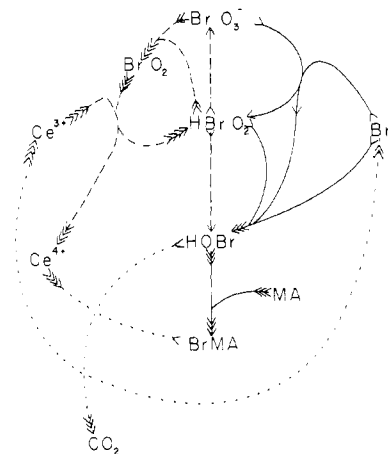 BrO₃⁻
BrO₂
Ce³⁺
HBrO₂
Br
HOBr
Ce⁴⁺
MA
BrMA
CO₂